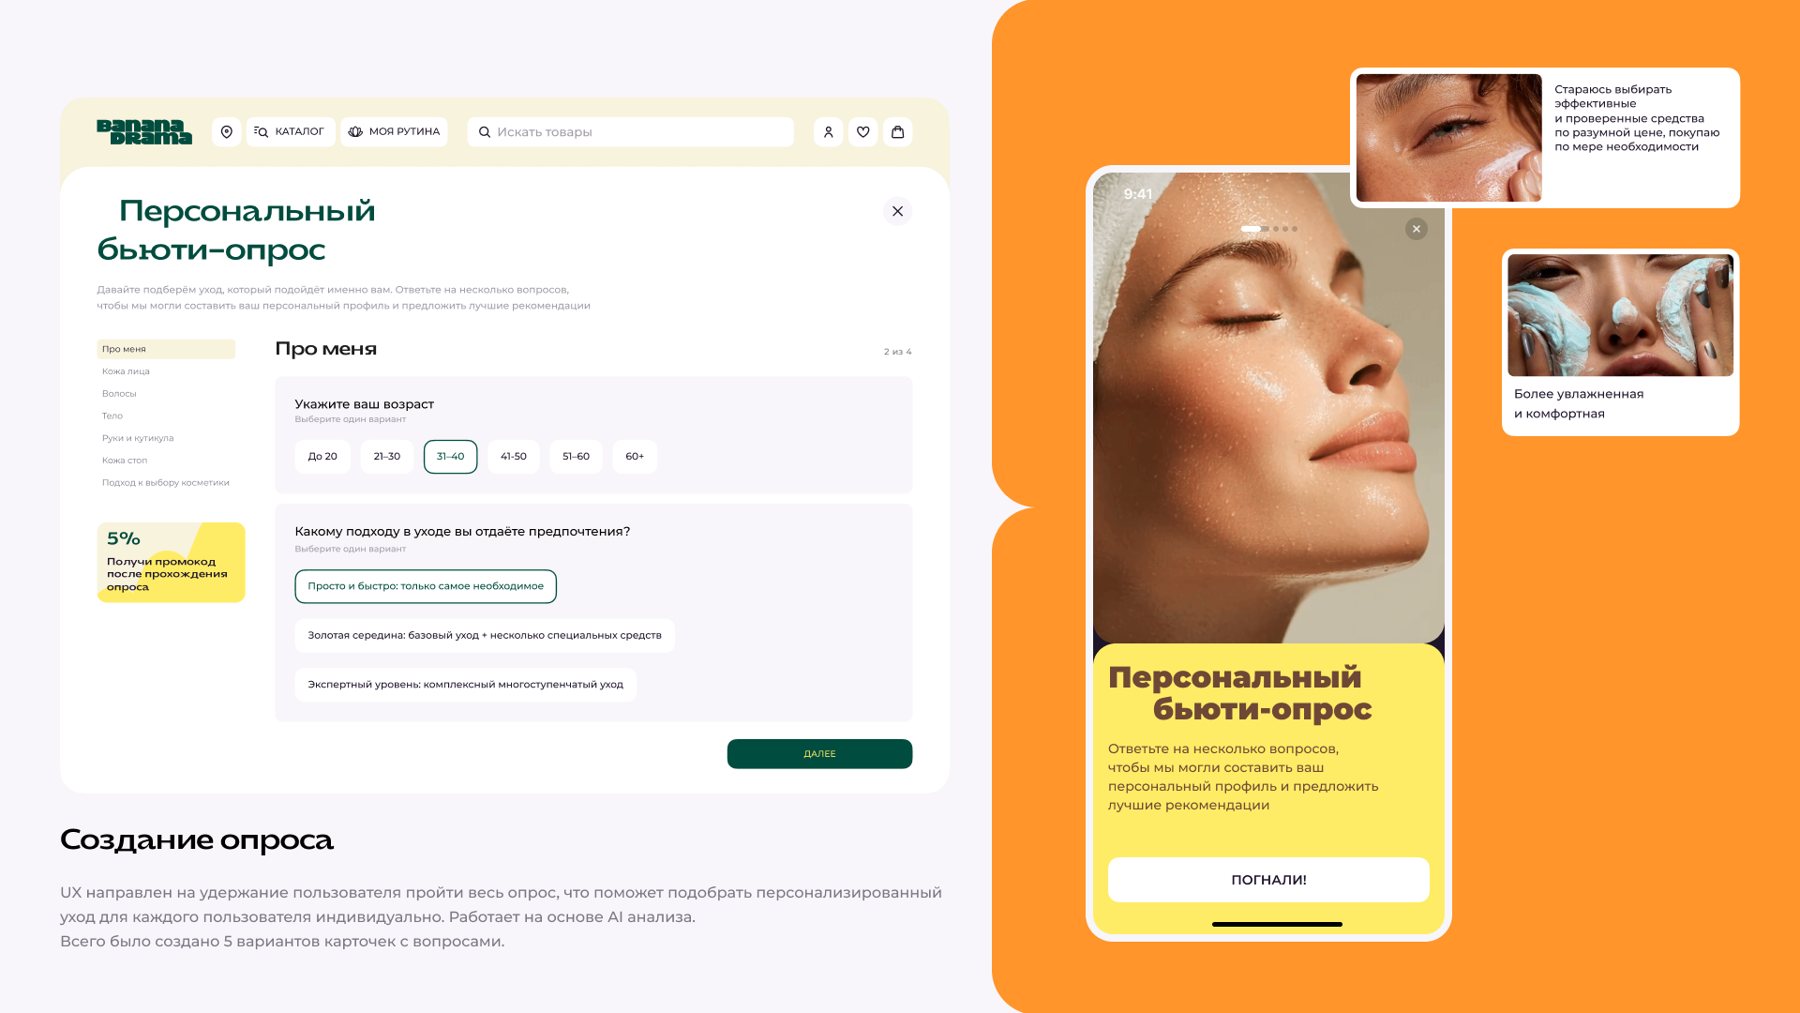 Banana
Drama
КАТАЛОГ
МОЯ РУТИНА
Искать товары
Персональный
бьюти-опрос
Давайте подберём уход, который подойдёт именно вам. Ответьте на несколько вопросов,
чтобы мы могли составить ваш персональный профиль и предложить лучшие рекомендации
Про меня
Кожа лица
Волосы
Тело
Руки и кутикула
Кожа стоп
Подход к выбору косметики
5%
Получи промокод
после прохождения
опроса
Про меня
2 из 4
Укажите ваш возраст
Выберите один вариант
До 20
21–30
31–40
41-50
51–60
60+
Какому подходу в уходе вы отдаёте предпочтения?
Выберите один вариант
Просто и быстро: только самое необходимое
Золотая середина: базовый уход + несколько специальных средств
Экспертный уровень: комплексный многоступенчатый уход
ДАЛЕЕ
Создание опроса
UX направлен на удержание пользователя пройти весь опрос, что поможет подобрать персонализированный
уход для каждого пользователя индивидуально. Работает на основе AI анализа.
Всего было создано 5 вариантов карточек с вопросами.
9:41
Персональный
бьюти-опрос
Ответьте на несколько вопросов,
чтобы мы могли составить ваш
персональный профиль и предложить
лучшие рекомендации
ПОГНАЛИ!
Стараюсь выбирать
эффективные
и проверенные средства
по разумной цене, покупаю
по мере необходимости
Более увлажненная
и комфортная